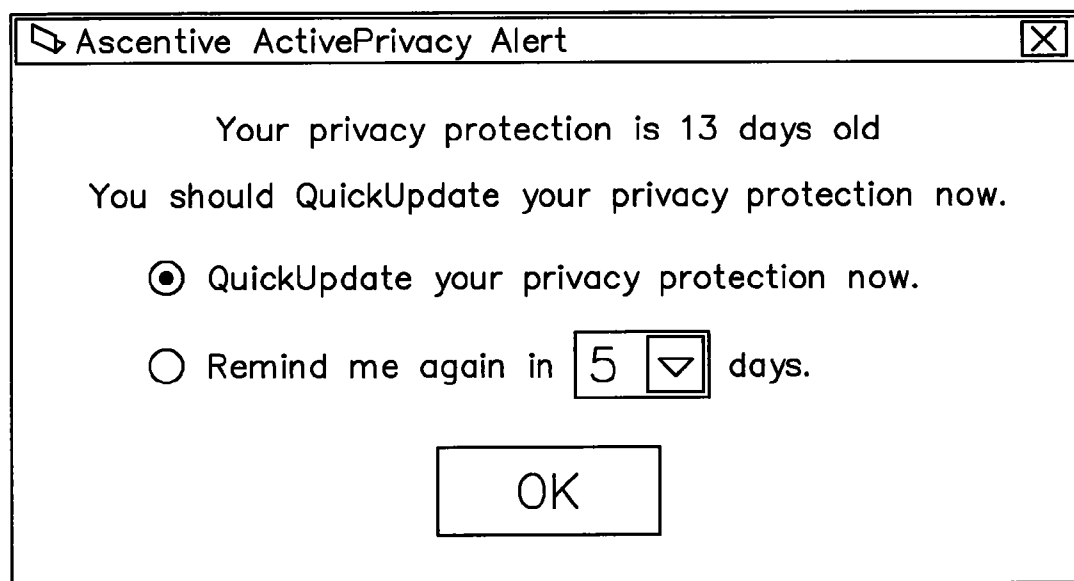 Ascentive ActivePrivacy Alert
Your privacy protection is 13 days old
You should QuickUpdate your privacy protection now.
QuickUpdate your privacy protection now.
Remind me again in 5 days.
OK